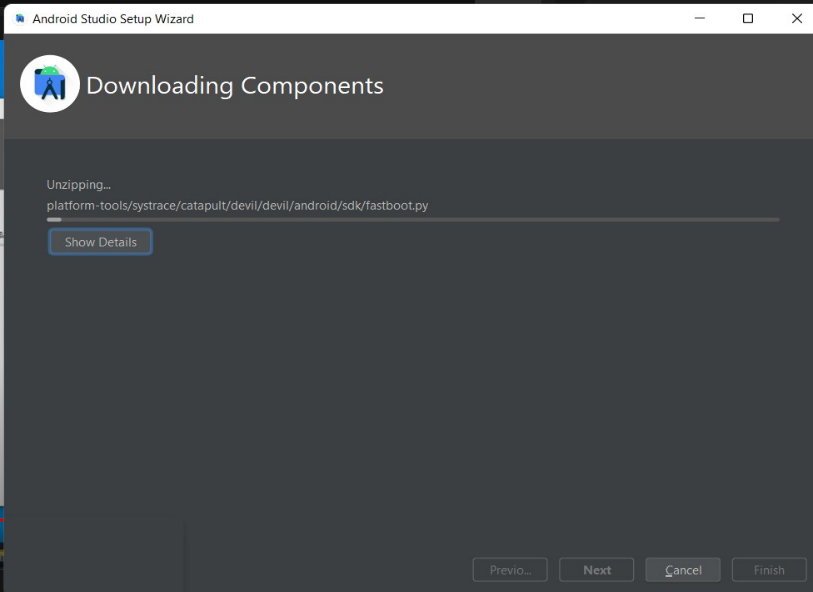 Android Studio Setup Wizard
Downloading Components
Unzipping...
platform-tools/systrace/catapult/devil/devil/android/sdk/fastboot.py
Show Details
Previo... Next Cancel Finish